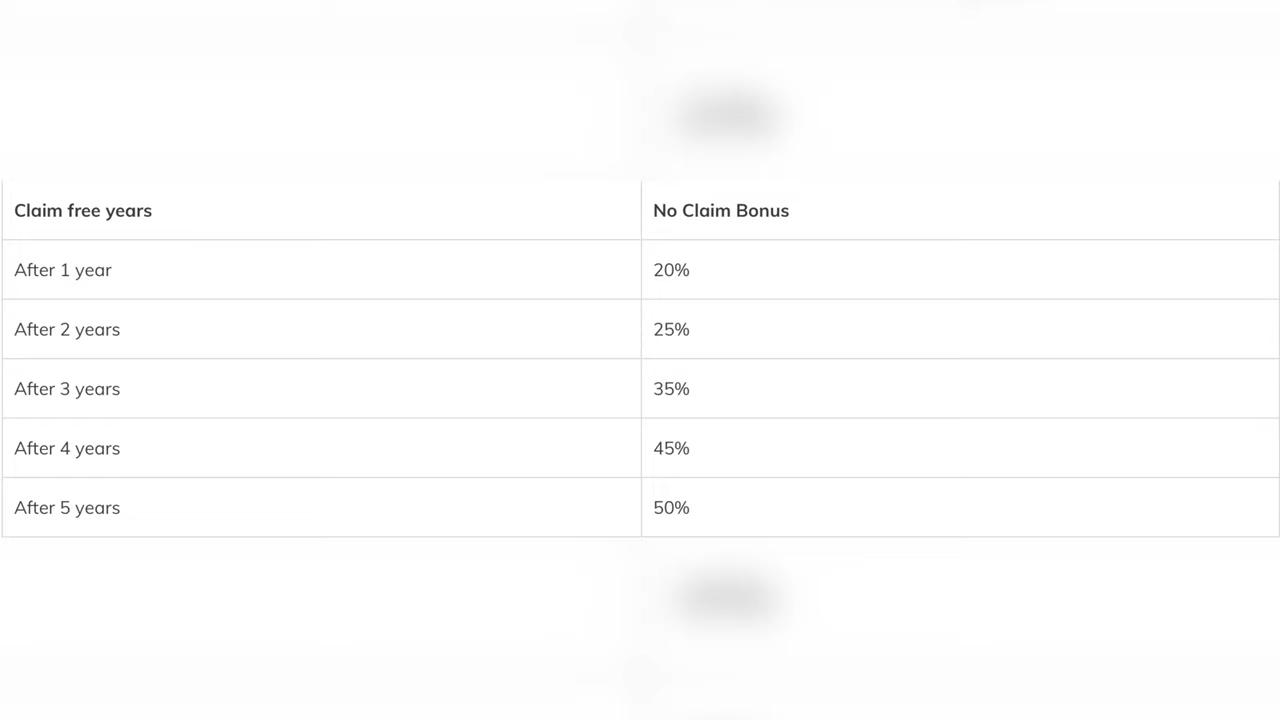 Claim free years No Claim Bonus
After 1 year 20%
After 2 years 25%
After 3 years 35%
After 4 years 45%
After 5 years 50%